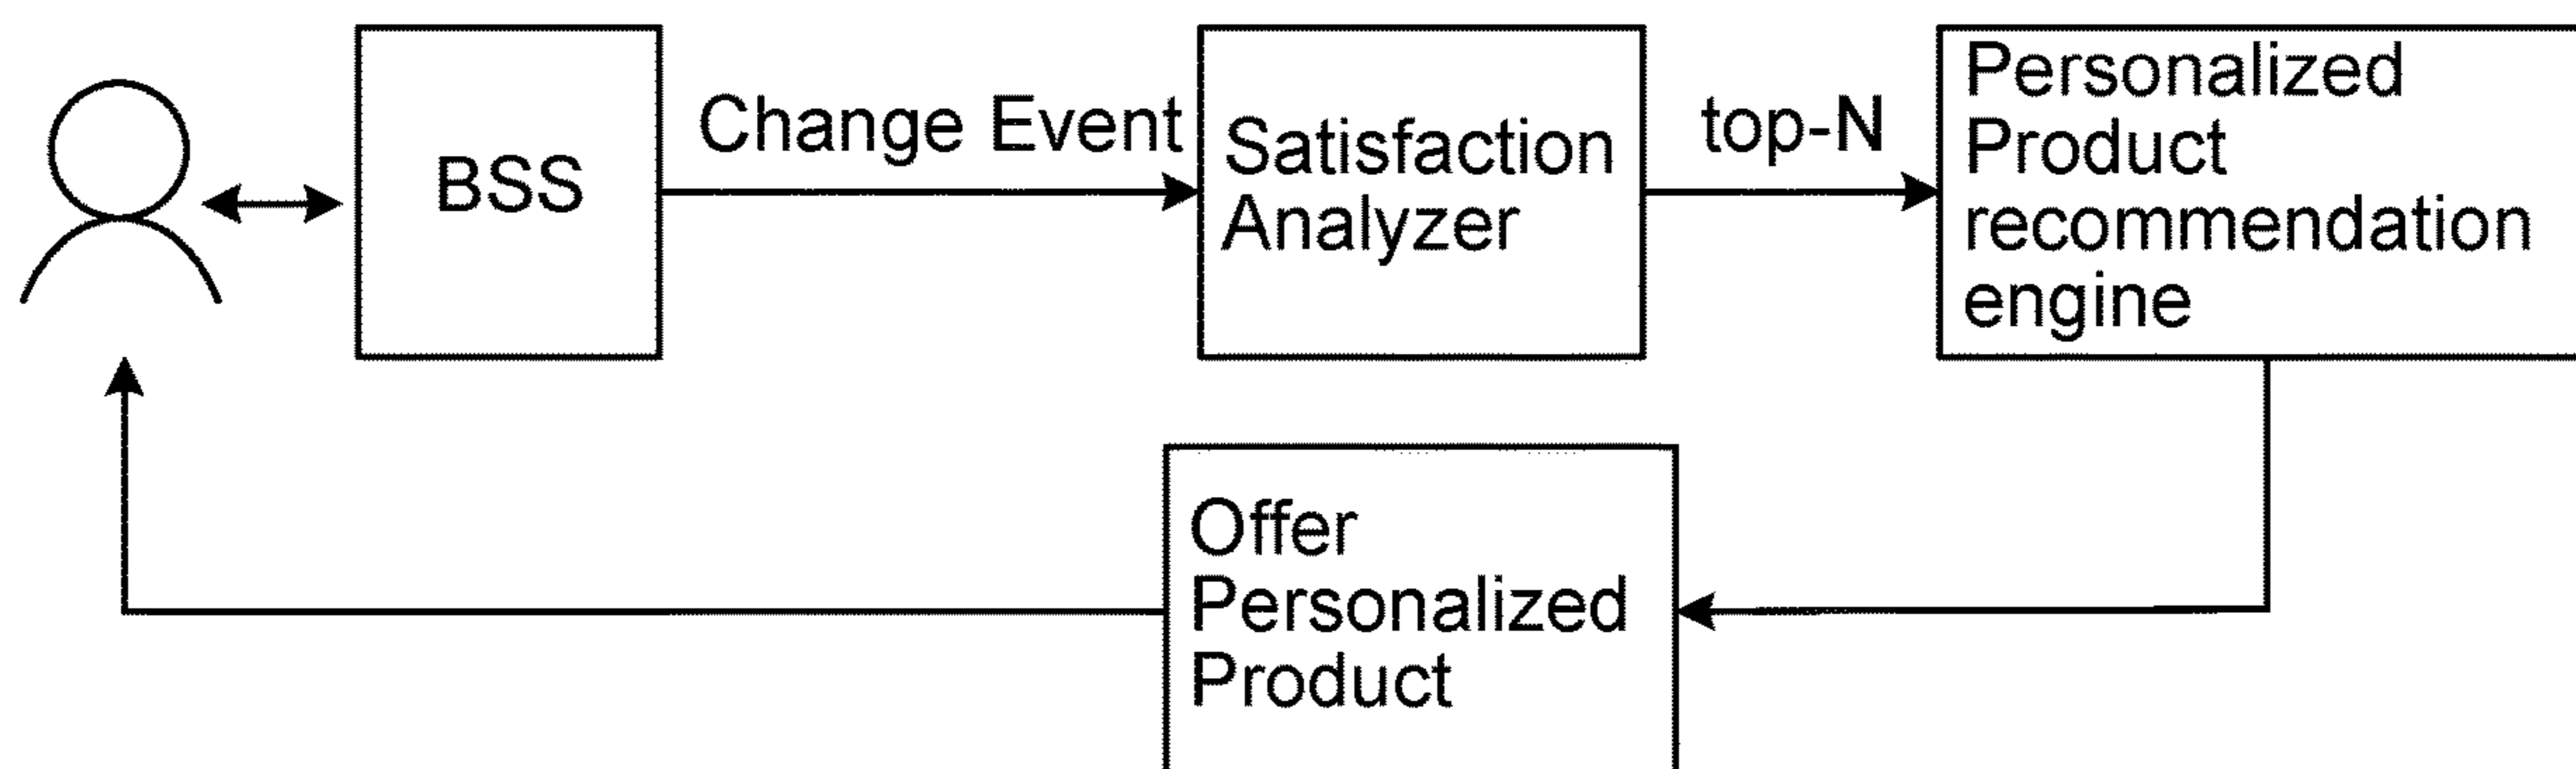 BSS
Change Event
Satisfaction
Analyzer
top-N
Personalized
Product
recommendation
engine
Offer
Personalized
Product